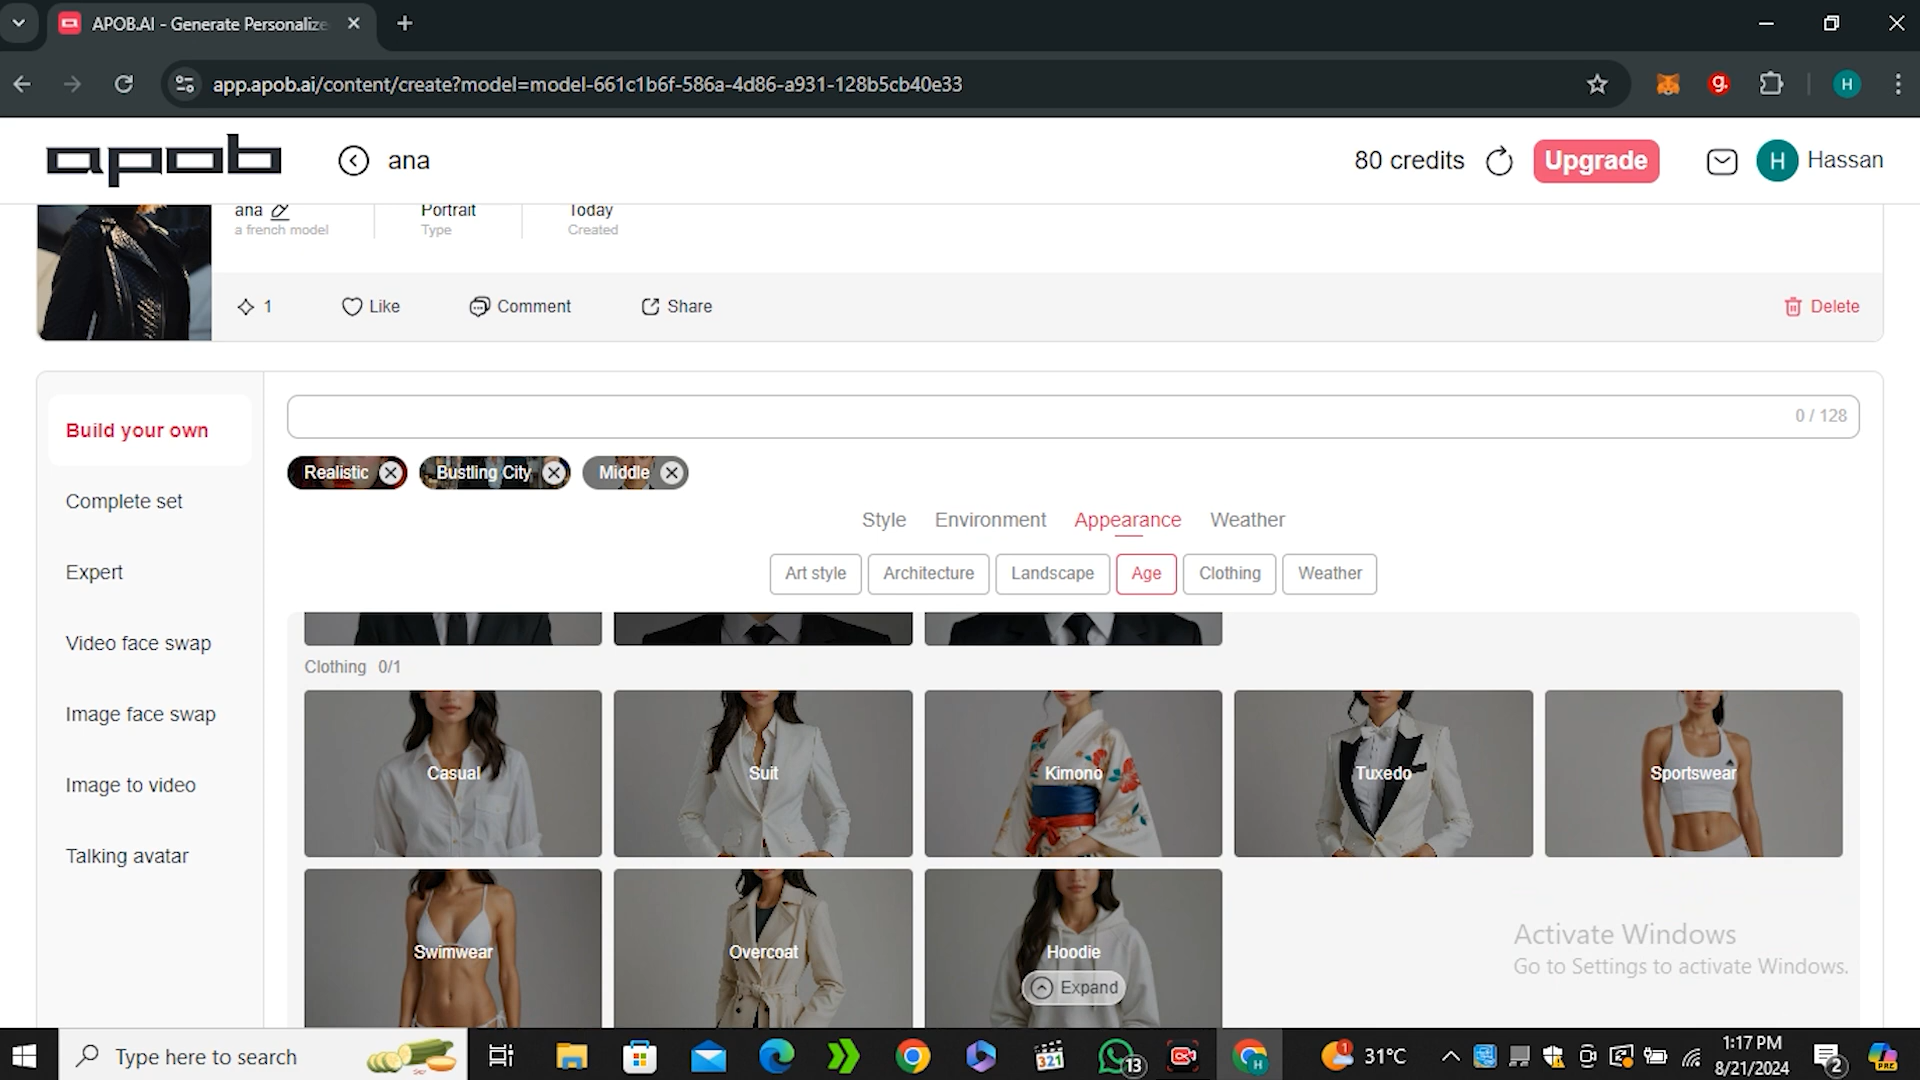 APOB.AI - Generate Personalize
app.apob.ai/content/create?model=model-661c1b6f-586a-4d86-a931-128b5cb40e33
apob
ana
80 credits
Upgrade
H
Hassan
ana
a french model
Portrait
Type
Today
Created
1
Like
Comment
Share
Delete
Build your own
Complete set
Expert
Video face swap
Image face swap
Image to video
Talking avatar
0 / 128
Realistic
Bustling City
Middle
Style
Environment
Appearance
Weather
Art style
Architecture
Landscape
Age
Clothing
Weather
Clothing 0/1
Casual
Suit
Kimono
Tuxedo
Sportswear
Swimwear
Overcoat
Hoodie
Expand
Activate Windows
Go to Settings to activate Windows.
Type here to search
321
13
H
1
31°C
1:17 PM
8/21/2024
2
PRE